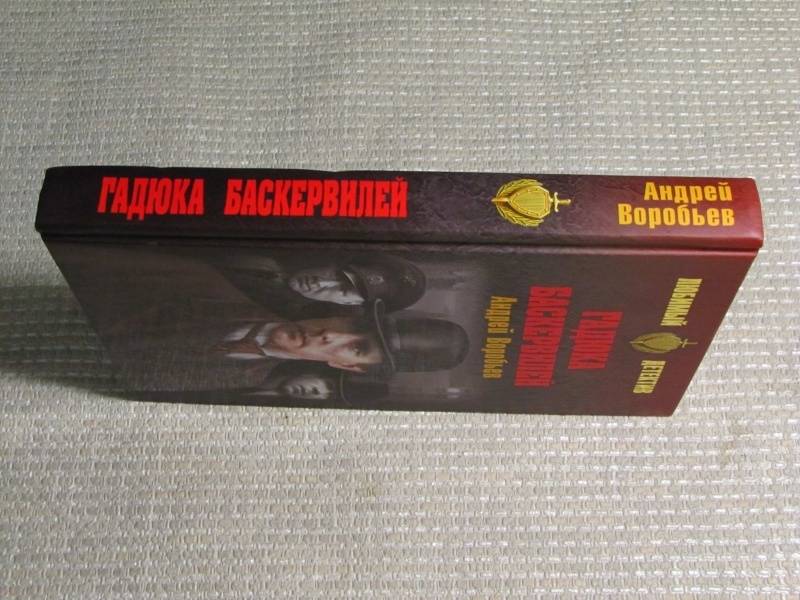 ГАДЮКА БАСКЕРВИЛЕЙ
Андрей
Воробьев
ЛЮБИМЫЙ ДЕТЕКТИВ
ГАДЮКА
БАСКЕРВИЛЕЙ
Андрей Воробьев